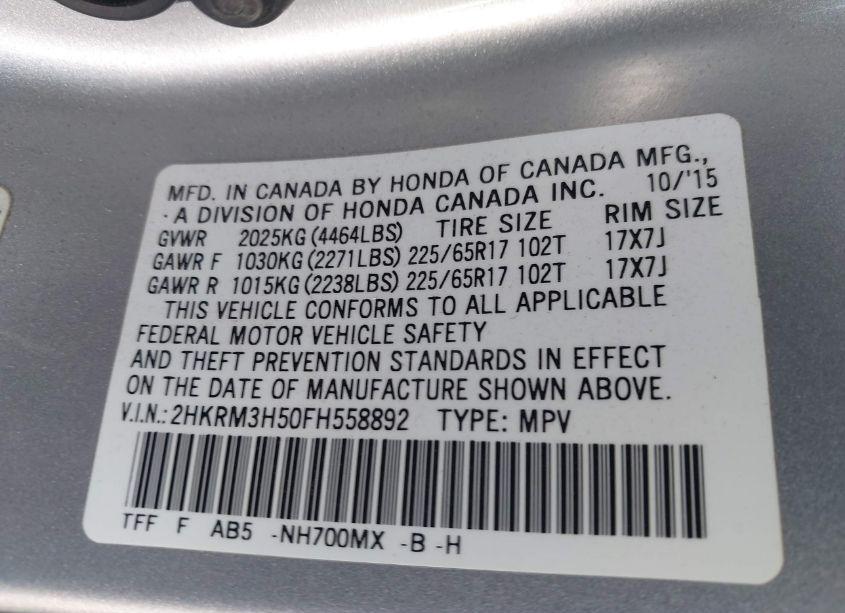 MFD. IN CANADA BY HONDA OF CANADA MFG.,
· A DIVISION OF HONDA CANADA INC. 10/'15
GVWR 2025KG (4464LBS) TIRE SIZE RIM SIZE
GAWR F 1030KG (2271LBS) 225/65R17 102T 17X7J
GAWR R 1015KG (2238LBS) 225/65R17 102T 17X7J
THIS VEHICLE CONFORMS TO ALL APPLICABLE
FEDERAL MOTOR VEHICLE SAFETY
AND THEFT PREVENTION STANDARDS IN EFFECT
ON THE DATE OF MANUFACTURE SHOWN ABOVE.
V.I.N.: 2HKRM3H50FH558892 TYPE: MPV
TFF F AB5 -NH700MX -B -H